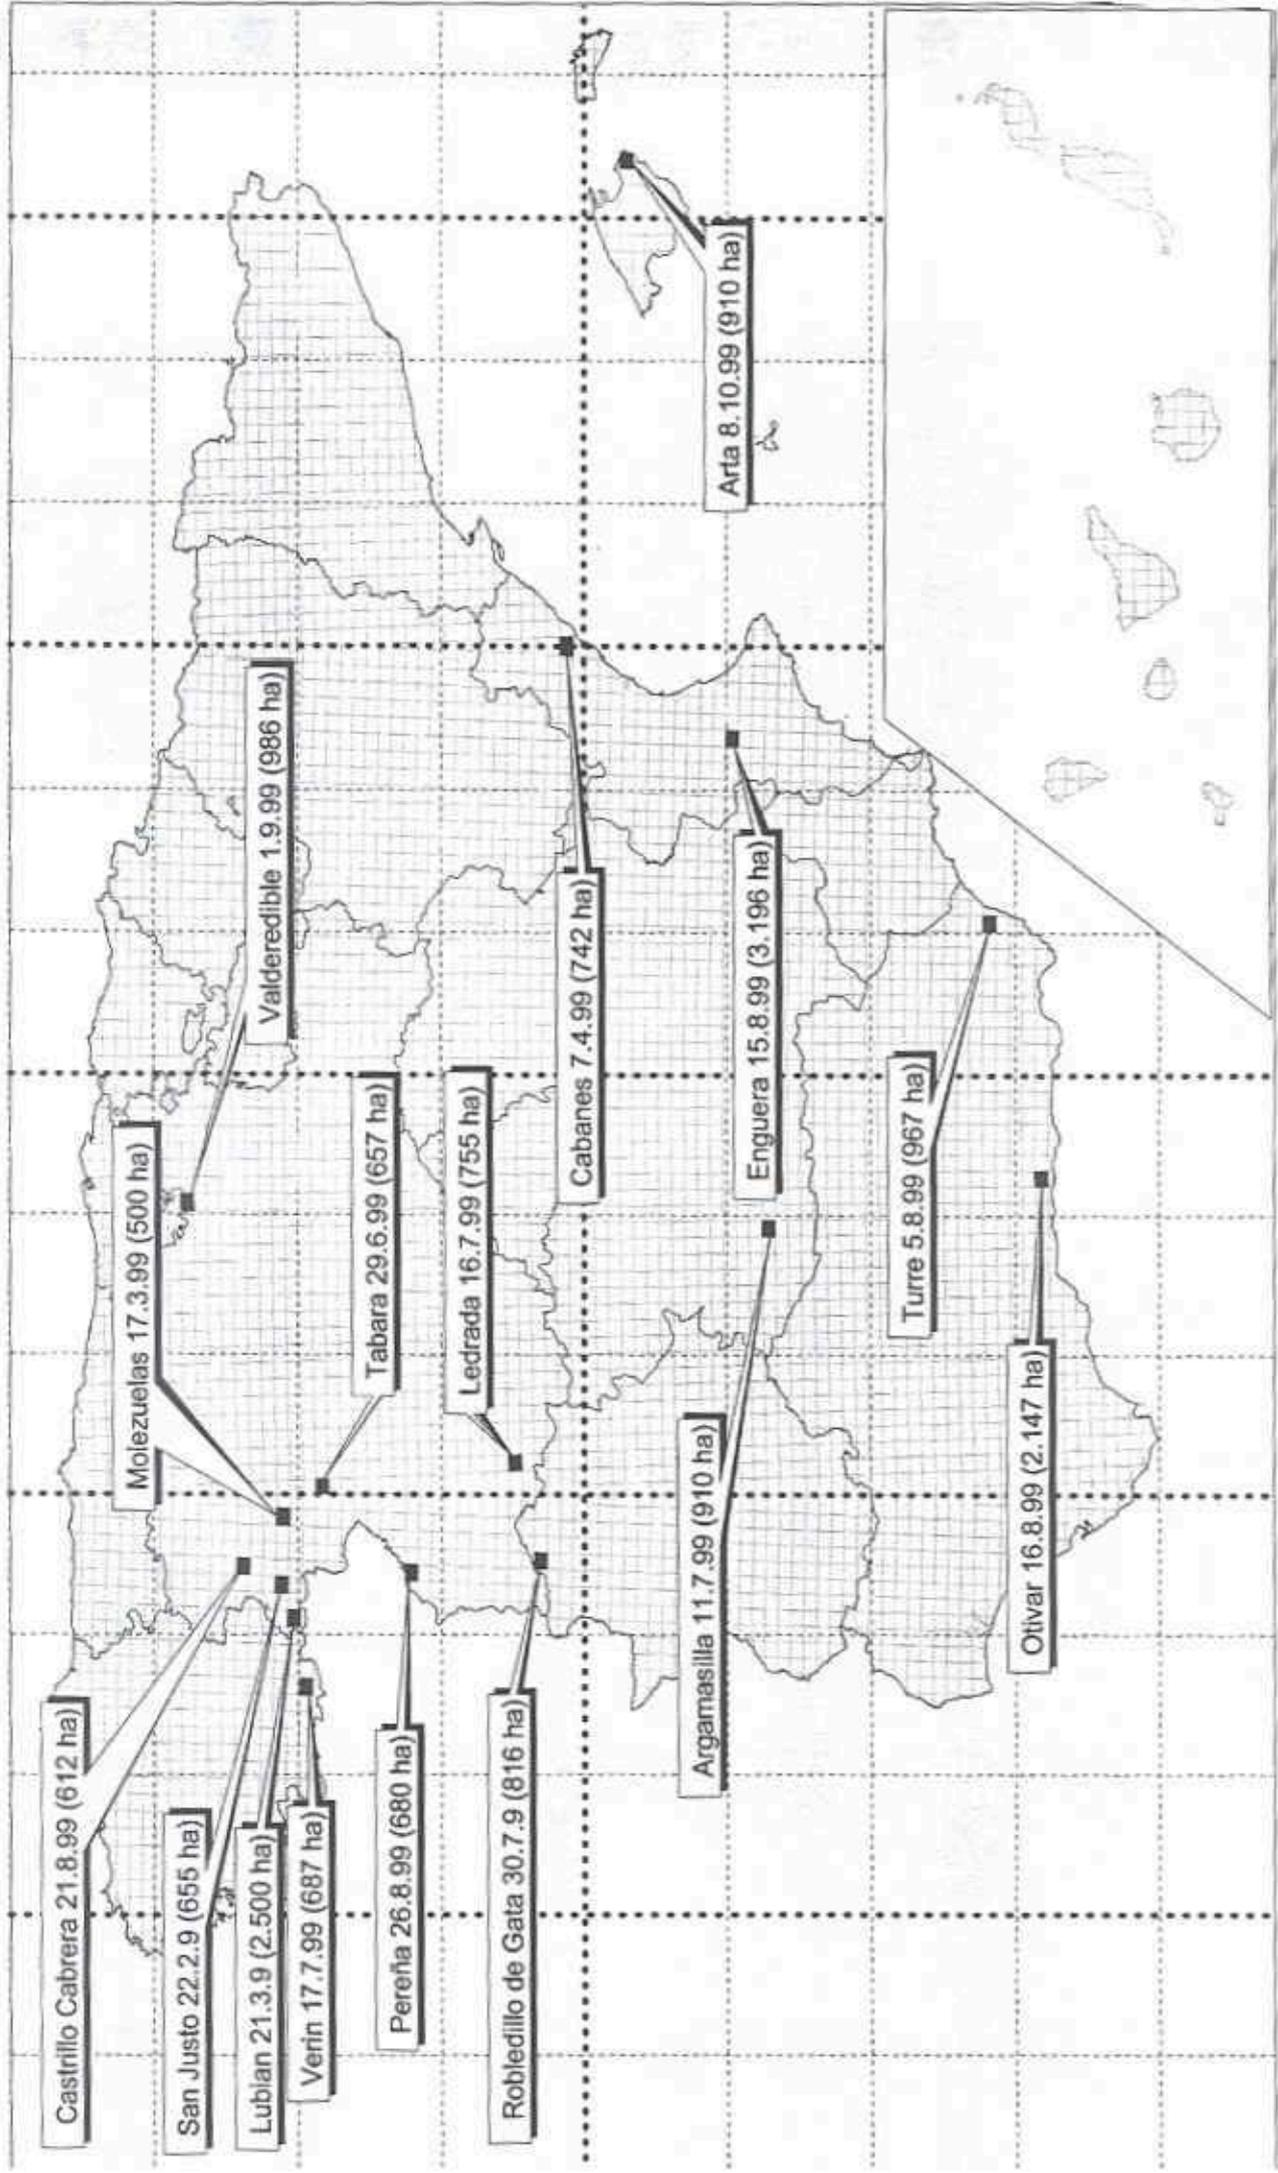 Castrillo Cabrera 21.8.99 (612 ha)
Molezuelas 17.3.99 (500 ha)
San Justo 22.2.9 (655 ha)
Valderedible 1.9.99 (986 ha)
Lubian 21.3.9 (2.500 ha)
Verin 17.7.99 (687 ha)
Tabara 29.6.99 (657 ha)
Pereña 26.8.99 (680 ha)
Ledrada 16.7.99 (755 ha)
Robledillo de Gata 30.7.9 (816 ha)
Cabanes 7.4.99 (742 ha)
Argamasilla 11.7.99 (910 ha)
Enguera 15.8.99 (3.196 ha)
Arta 8.10.99 (910 ha)
Turre 5.8.99 (967 ha)
Otivar 16.8.99 (2.147 ha)